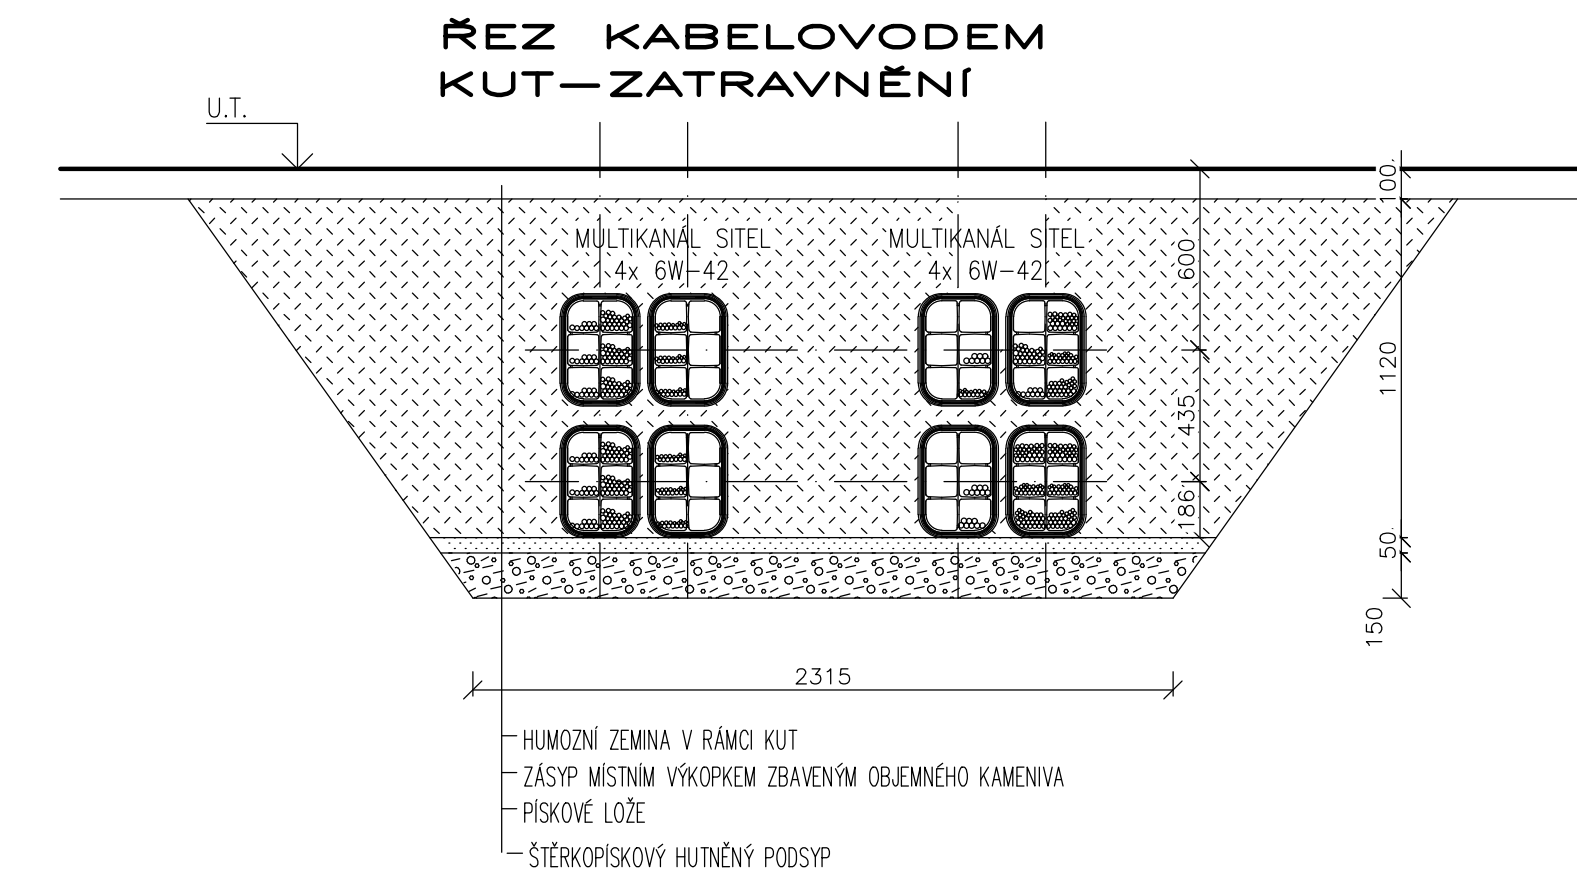 ŘEZ KABELOVODEM
KUT-ZATRAVNĚNÍ
U.T.
MULTIKANÁL SITEL
4x 6W-42
MULTIKANÁL SITEL
4x 6W-42
600
435
186
100
1120
50
150
2315
HUMOZNÍ ZEMINA V RÁMCI KUT
ZÁSYP MÍSTNÍM VÝKOPKEM ZBAVENÝM OBJEMNÉHO KAMENIVA
PÍSKOVÉ LOŽE
ŠTĚRKOPÍSKOVÝ HUTNĚNÝ PODSYP